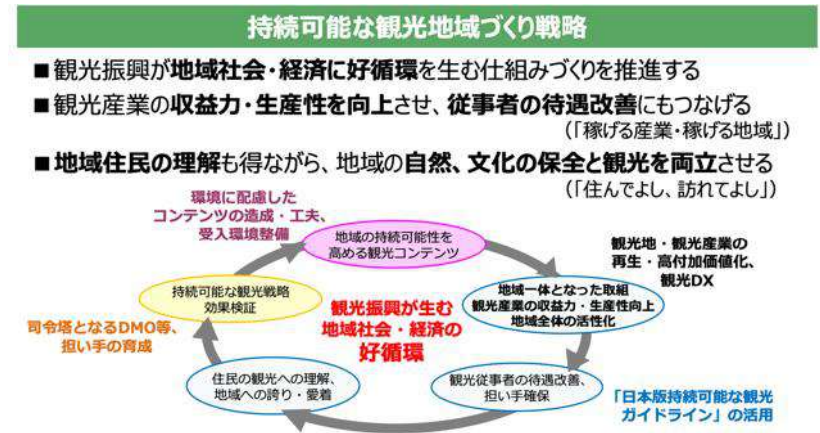 持続可能な観光地域づくり戦略
■観光振興が地域社会・経済に好循環を生む仕組みづくりを推進する
■観光産業の収益力・生産性を向上させ、従事者の待遇改善にもつなげる
(「稼げる産業・稼げる地域」)
■地域住民の理解も得ながら、地域の自然、文化の保全と観光を両立させる
(「住んでよし、訪れてよし」)
環境に配慮した
コンテンツの造成・工夫、
受入環境整備
地域の持続可能性を
高める観光コンテンツ
観光地・観光産業の
再生・高付加価値化、
観光DX
地域一体となった取組
観光産業の収益力・生産性向上
地域全体の活性化
持続可能な観光戦略
効果検証
観光振興が生む
地域社会・経済の
好循環
司令塔となるDMO等、
担い手の育成
住民の観光への理解、
地域への誇り・愛着
観光従事者の待遇改善、
担い手確保
「日本版持続可能な観光
ガイドライン」の活用